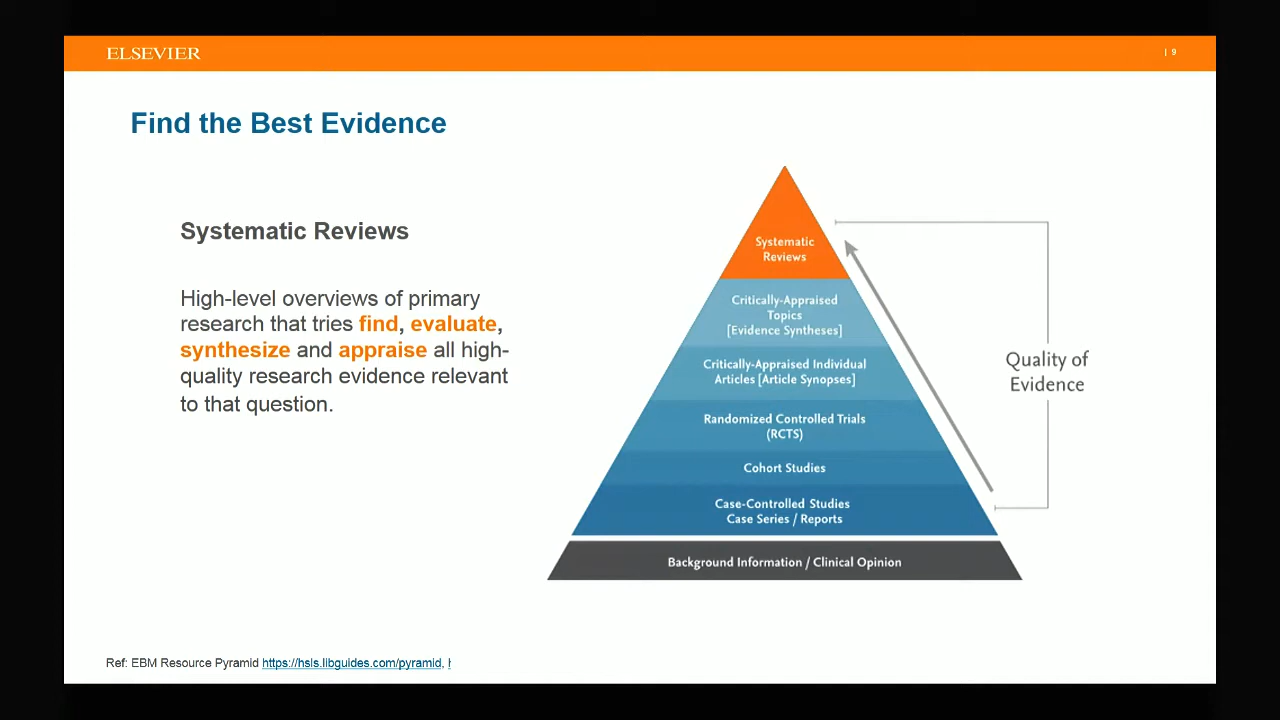 ELSEVIER
| 9
Find the Best Evidence
Systematic Reviews
High-level overviews of primary
research that tries find, evaluate,
synthesize and appraise all high-
quality research evidence relevant
to that question.
Systematic
Reviews
Critically-Appraised
Topics
[Evidence Syntheses]
Critically-Appraised Individual
Articles [Article Synopses]
Randomized Controlled Trials
(RCTS)
Cohort Studies
Case-Controlled Studies
Case Series / Reports
Background Information / Clinical Opinion
Quality of
Evidence
Ref: EBM Resource Pyramid https://hsls.libguides.com/pyramid,